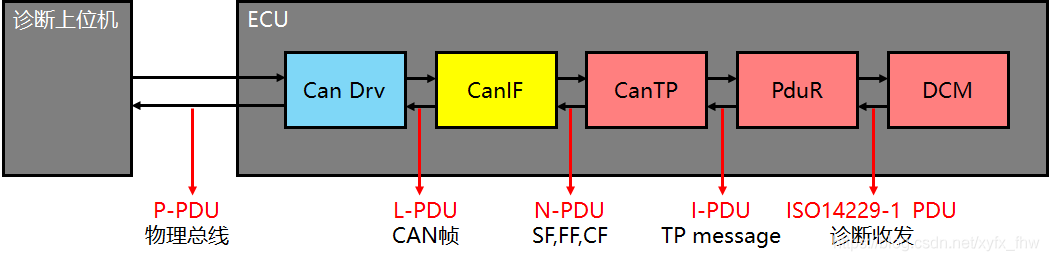 诊断上位机
ECU
Can Drv
CanIF
CanTP
PduR
DCM
P-PDU
物理总线
L-PDU
CAN帧
N-PDU
SF,FF,CF
I-PDU
TP message
ISO14229-1 PDU
诊断收发
https://blog.csdn.net/xyfx_fhw